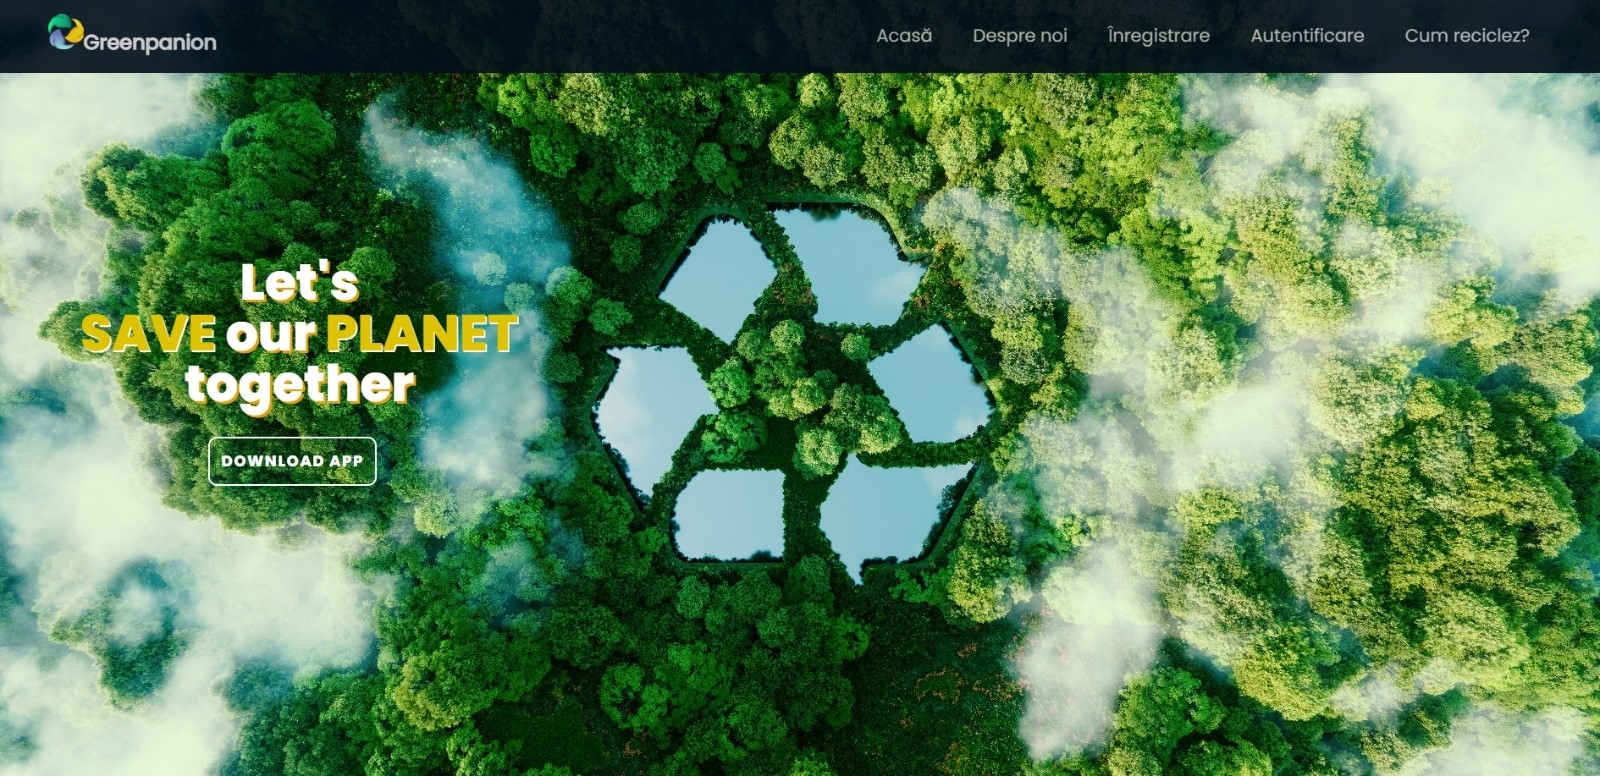 Greenpanion
Acasă Despre noi Înregistrare Autentificare Cum reciclez?
Let's
SAVE our PLANET
together
DOWNLOAD APP